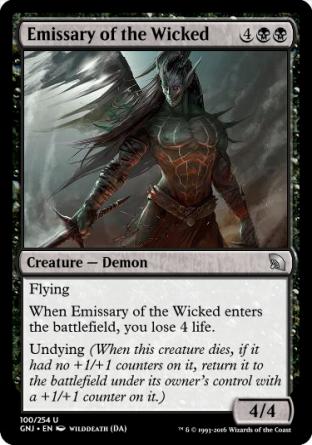 Emissary of the Wicked 4
Creature — Demon
Flying
When Emissary of the Wicked enters
the battlefield, you lose 4 life.
Undying (When this creature dies, if it
had no +1/+1 counters on it, return it to
the battlefield under its owner's control with
a +1/+1 counter on it.)
4/4
100/254 U
GNJ • EN WILDDEATH (DA)
™ & © 1993-2016 Wizards of the Coast